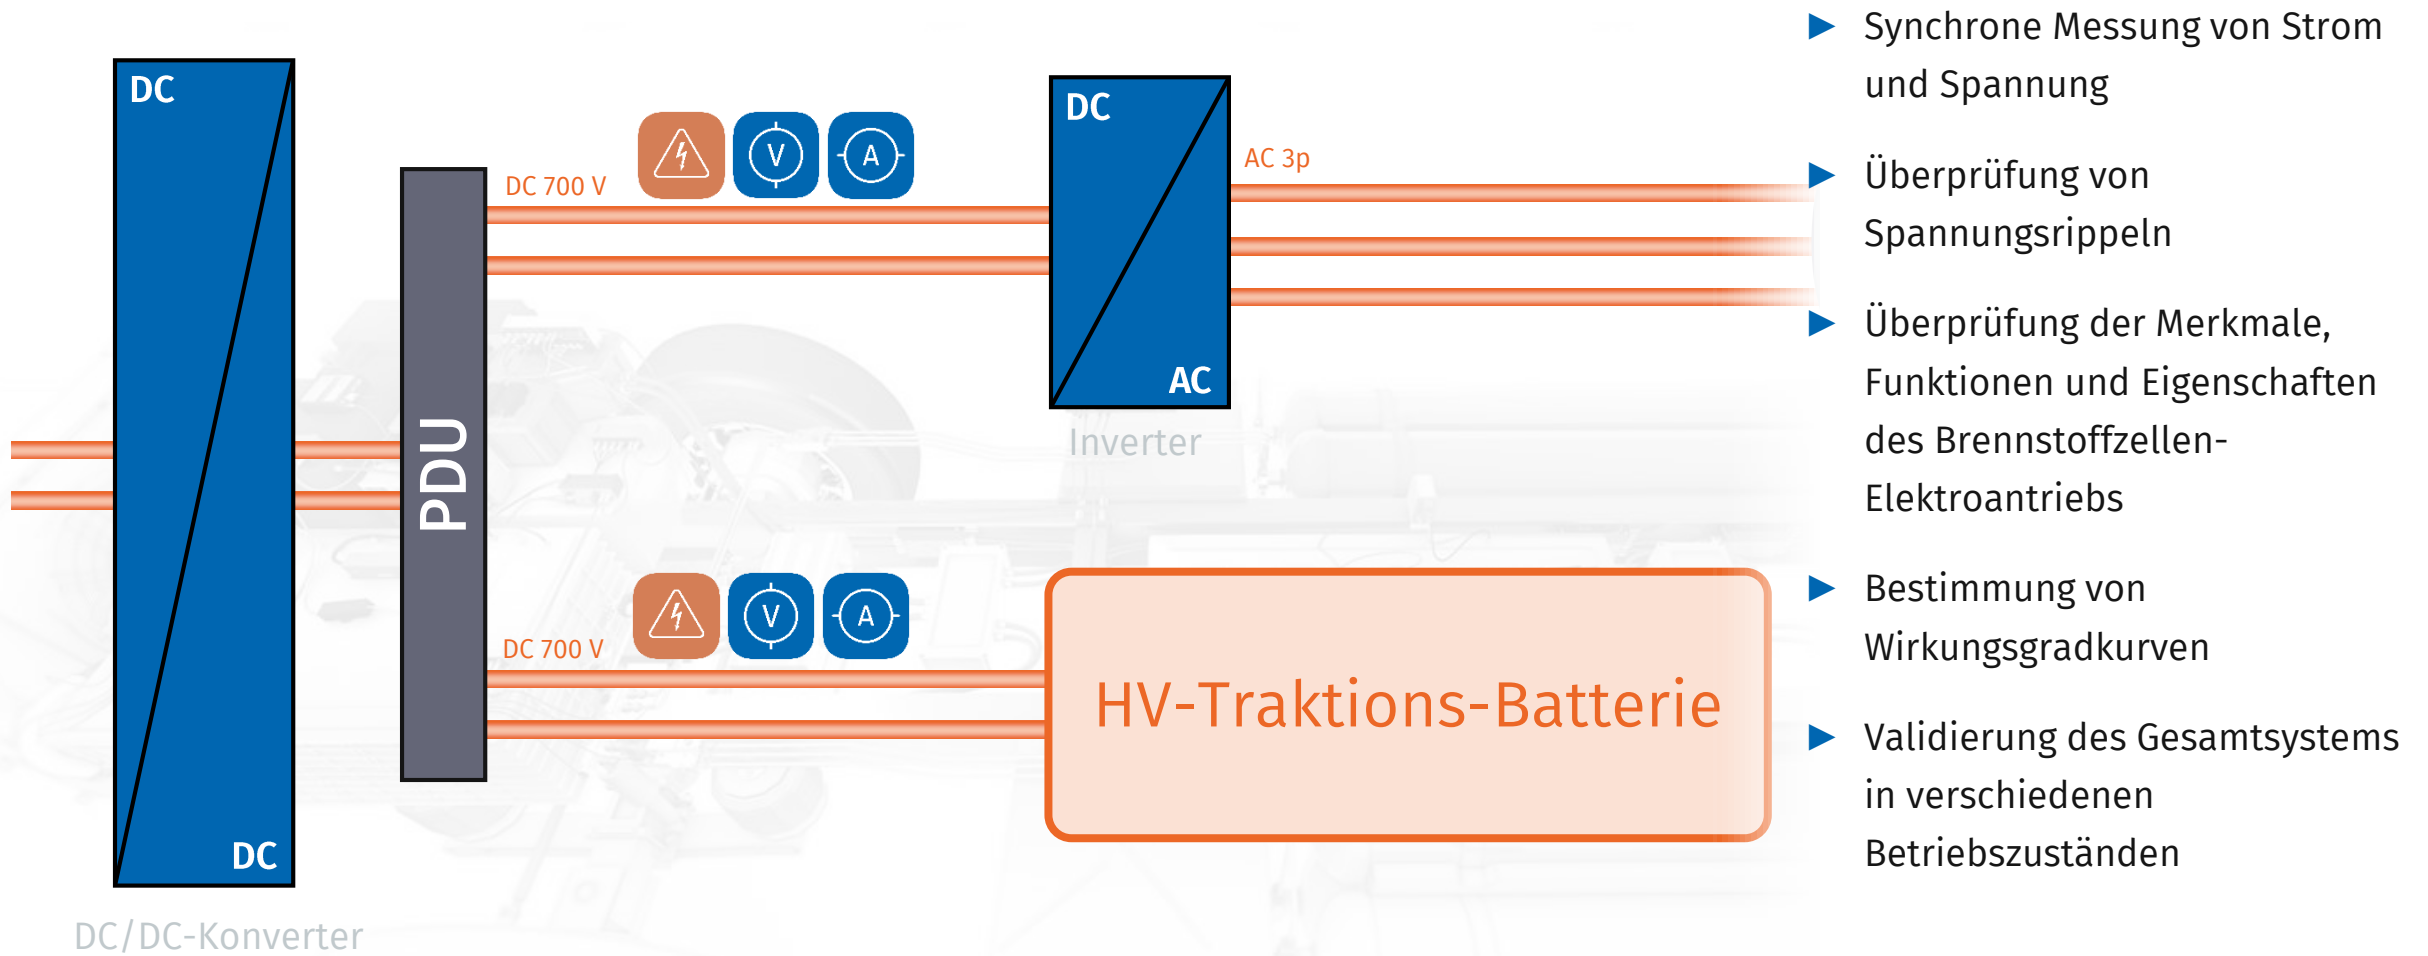 DC
DC
DC/DC-Konverter
PDU
DC 700 V
V
A
DC
AC
Inverter
AC 3p
DC 700 V
V
A
HV-Traktions-Batterie
Synchrone Messung von Strom
und Spannung
Überprüfung von
Spannungsrippeln
Überprüfung der Merkmale,
Funktionen und Eigenschaften
des Brennstoffzellen-
Elektroantriebs
Bestimmung von
Wirkungsgradkurven
Validierung des Gesamtsystems
in verschiedenen
Betriebszuständen